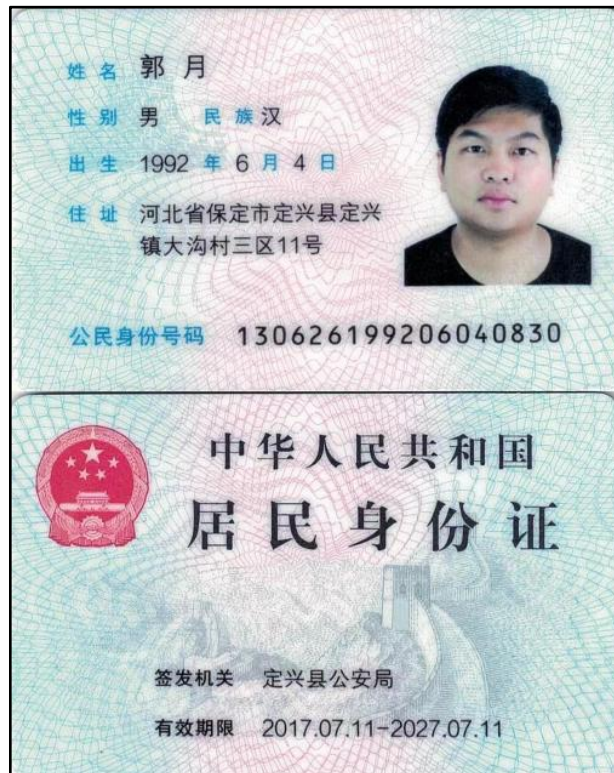 姓名 郭月
性别 男 民族 汉
出生 1992 年 6 月 4 日
住址 河北省保定市定兴县定兴
镇大沟村三区11号
公民身份号码 130626199206040830
中华人民共和国
居民身份证
签发机关 定兴县公安局
有效期限 2017.07.11-2027.07.11